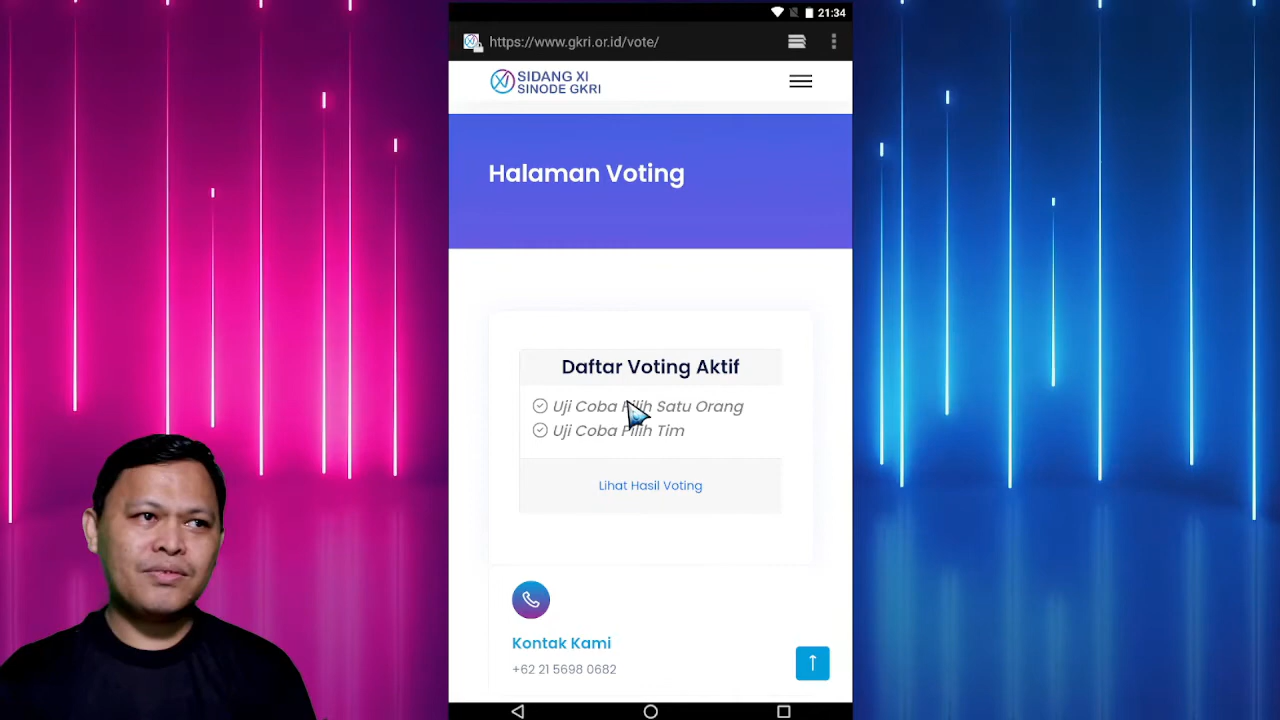 21:34
https://www.gkri.or.id/vote/
SIDANG XI
SINODE GKRI
Halaman Voting
Daftar Voting Aktif
Uji Coba Pilih Satu Orang
Uji Coba Pilih Tim
Lihat Hasil Voting
Kontak Kami
+62 21 5698 0682